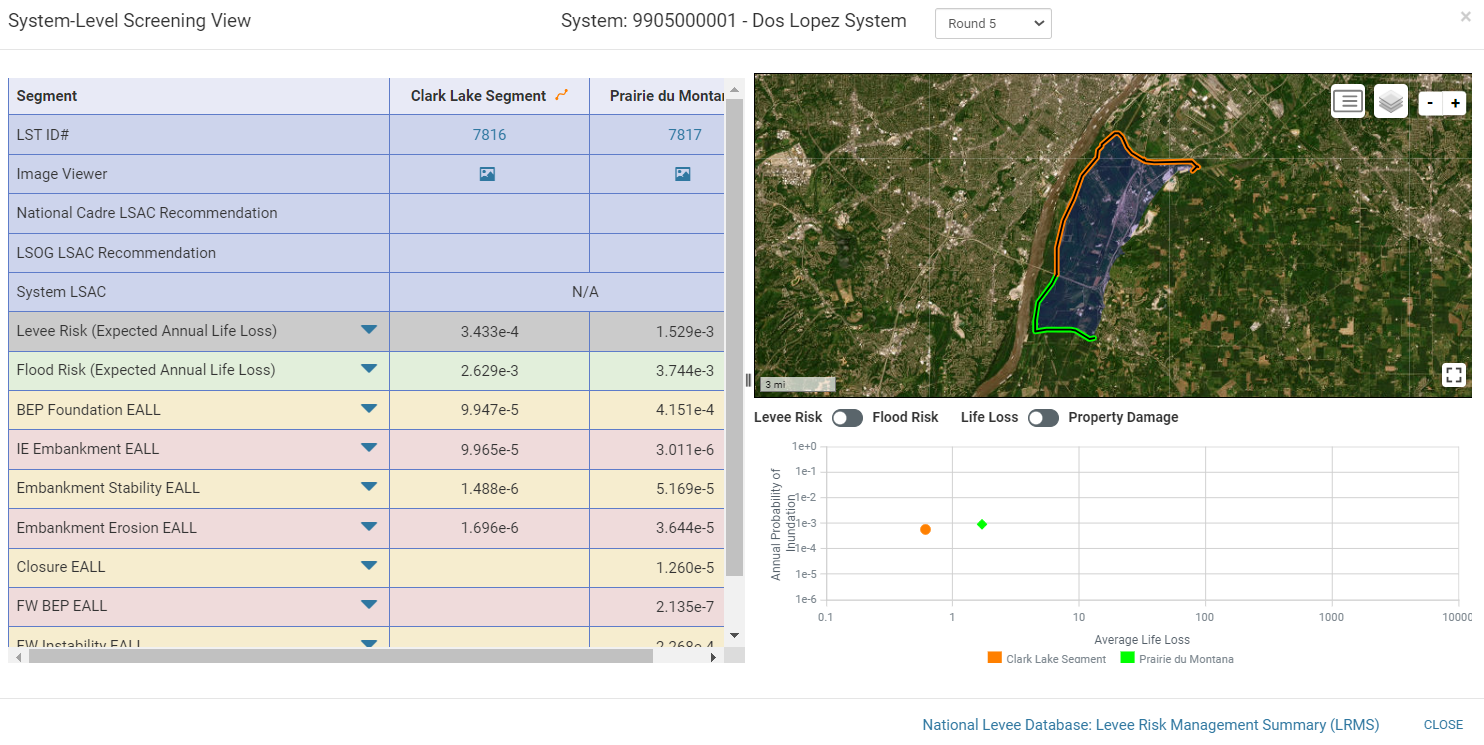 System-Level Screening View
System: 9905000001 - Dos Lopez System
Round 5
×
Segment Clark Lake Segment Prairie du Montar
LST ID# 7816 7817
Image Viewer
National Cadre LSAC Recommendation
LSOG LSAC Recommendation
System LSAC N/A
Levee Risk (Expected Annual Life Loss) 3.433e-4 1.529e-3
Flood Risk (Expected Annual Life Loss) 2.629e-3 3.744e-3
BEP Foundation EALL 9.947e-5 4.151e-4
IE Embankment EALL 9.965e-5 3.011e-6
Embankment Stability EALL 1.488e-6 5.169e-5
Embankment Erosion EALL 1.696e-6 3.644e-5
Closure EALL 1.260e-5
FW BEP EALL 2.135e-7
FW Instability EALL 2.268e-4
- +
3 mi
Levee Risk Flood Risk Life Loss Property Damage
Annual Probability of
Inundation
1e+0
1e-1
1e-2
1e-3
1e-4
1e-5
1e-6
0.1 1 10 100 1000 10000
Average Life Loss
Clark Lake Segment Prairie du Montana
National Levee Database: Levee Risk Management Summary (LRMS) CLOSE